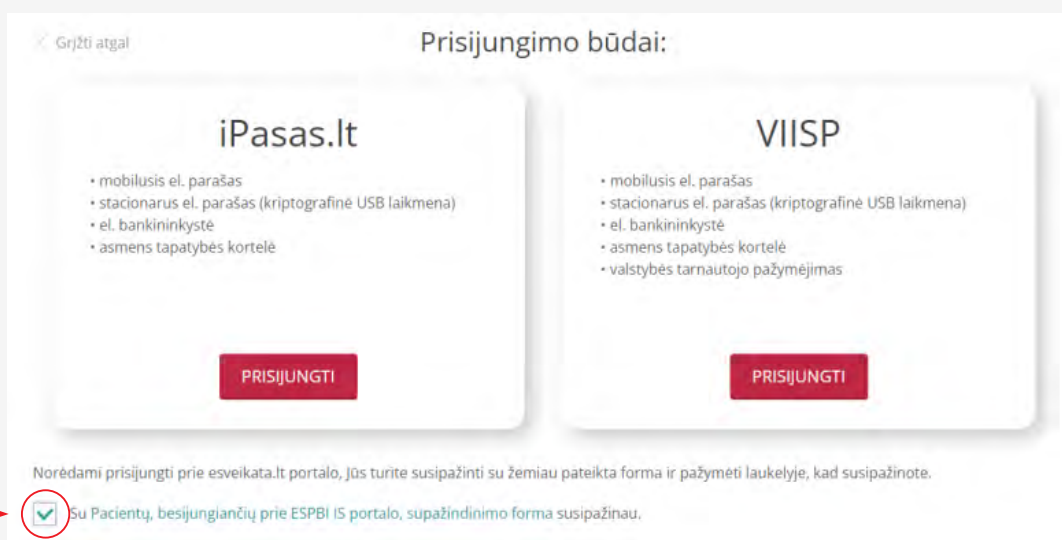 Grįžti atgal
Prisijungimo būdai:
iPasas.lt
• mobilusis el. parašas
• stacionarus el. parašas (kriptografinė USB laikmena)
• el. bankininkystė
• asmens tapatybės kortelė
PRISIJUNGTI
VIISP
• mobilusis el. parašas
• stacionarus el. parašas (kriptografinė USB laikmena)
• el. bankininkystė
• asmens tapatybės kortelė
• valstybės tarnautojo pažymėjimas
PRISIJUNGTI
Norėdami prisijungti prie esveikata.lt portalo, Jūs turite susipažinti su žemiau pateikta forma ir pažymėti laukelyje, kad susipažinote.
Su Pacientų, besijungiančių prie ESPBI IS portalo, supažindinimo forma susipažinau.